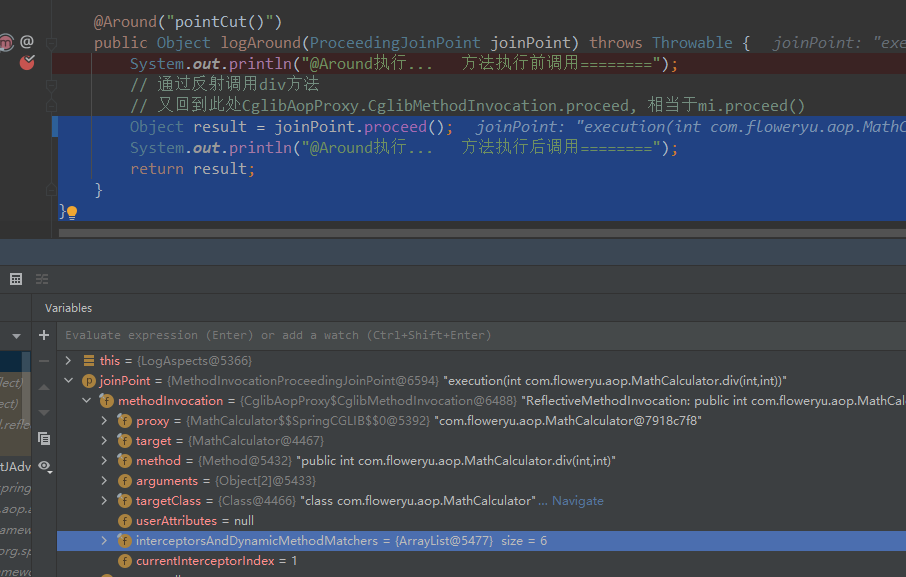 @Around("pointCut()")
public Object logAround(ProceedingJoinPoint joinPoint) throws Throwable {   joinPoint: "exe
System.out.println("@Around执行...   方法执行前调用========");
// 通过反射调用div方法
// 又回到此处CglibAopProxy.CglibMethodInvocation.proceed, 相当于mi.proceed()
Object result = joinPoint.proceed();   joinPoint: "execution(int com.floweryu.aop.MathC
System.out.println("@Around执行...   方法执行后调用========");
return result;
}
}
Variables
Evaluate expression (Enter) or add a watch (Ctrl+Shift+Enter)
this = {LogAspects@5366}
joinPoint = {MethodInvocationProceedingJoinPoint@6594} "execution(int com.floweryu.aop.MathCalculator.div(int,int))"
lect)
methodInvocation = {CglibAopProxy$CglibMethodInvocation@6488} "ReflectiveMethodInvocation: public int com.floweryu.aop.MathCal
ect)
proxy = {MathCalculator$$SpringCGLIB$$0@5392} "com.floweryu.aop.MathCalculator@7918c7f8"
d.refle
target = {MathCalculator@4467}
method = {Method@5432} "public int com.floweryu.aop.MathCalculator.div(int,int)"
tJAdv
arguments = {Object[2]@5433}
spring
targetClass = {Class@4466} "class com.floweryu.aop.MathCalculator"... Navigate
.aop.a
userAttributes = null
amew
interceptorsAndDynamicMethodMatchers = {ArrayList@5477}  size = 6
org.sp
currentInterceptorIndex = 1
amewo